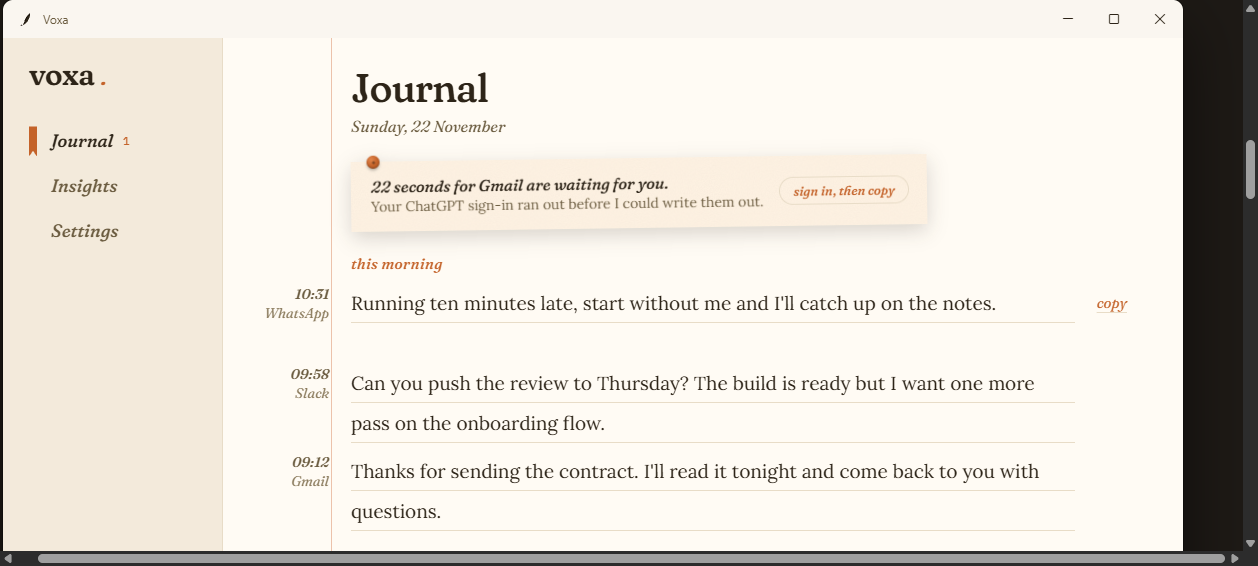 Voxa
voxa.
Journal 1
Insights
Settings
Journal
Sunday, 22 November
22 seconds for Gmail are waiting for you.
Your ChatGPT sign-in ran out before I could write them out.
sign in, then copy
this morning
10:31
WhatsApp
Running ten minutes late, start without me and I'll catch up on the notes.
copy
09:58
Slack
Can you push the review to Thursday? The build is ready but I want one more
pass on the onboarding flow.
09:12
Gmail
Thanks for sending the contract. I'll read it tonight and come back to you with
questions.